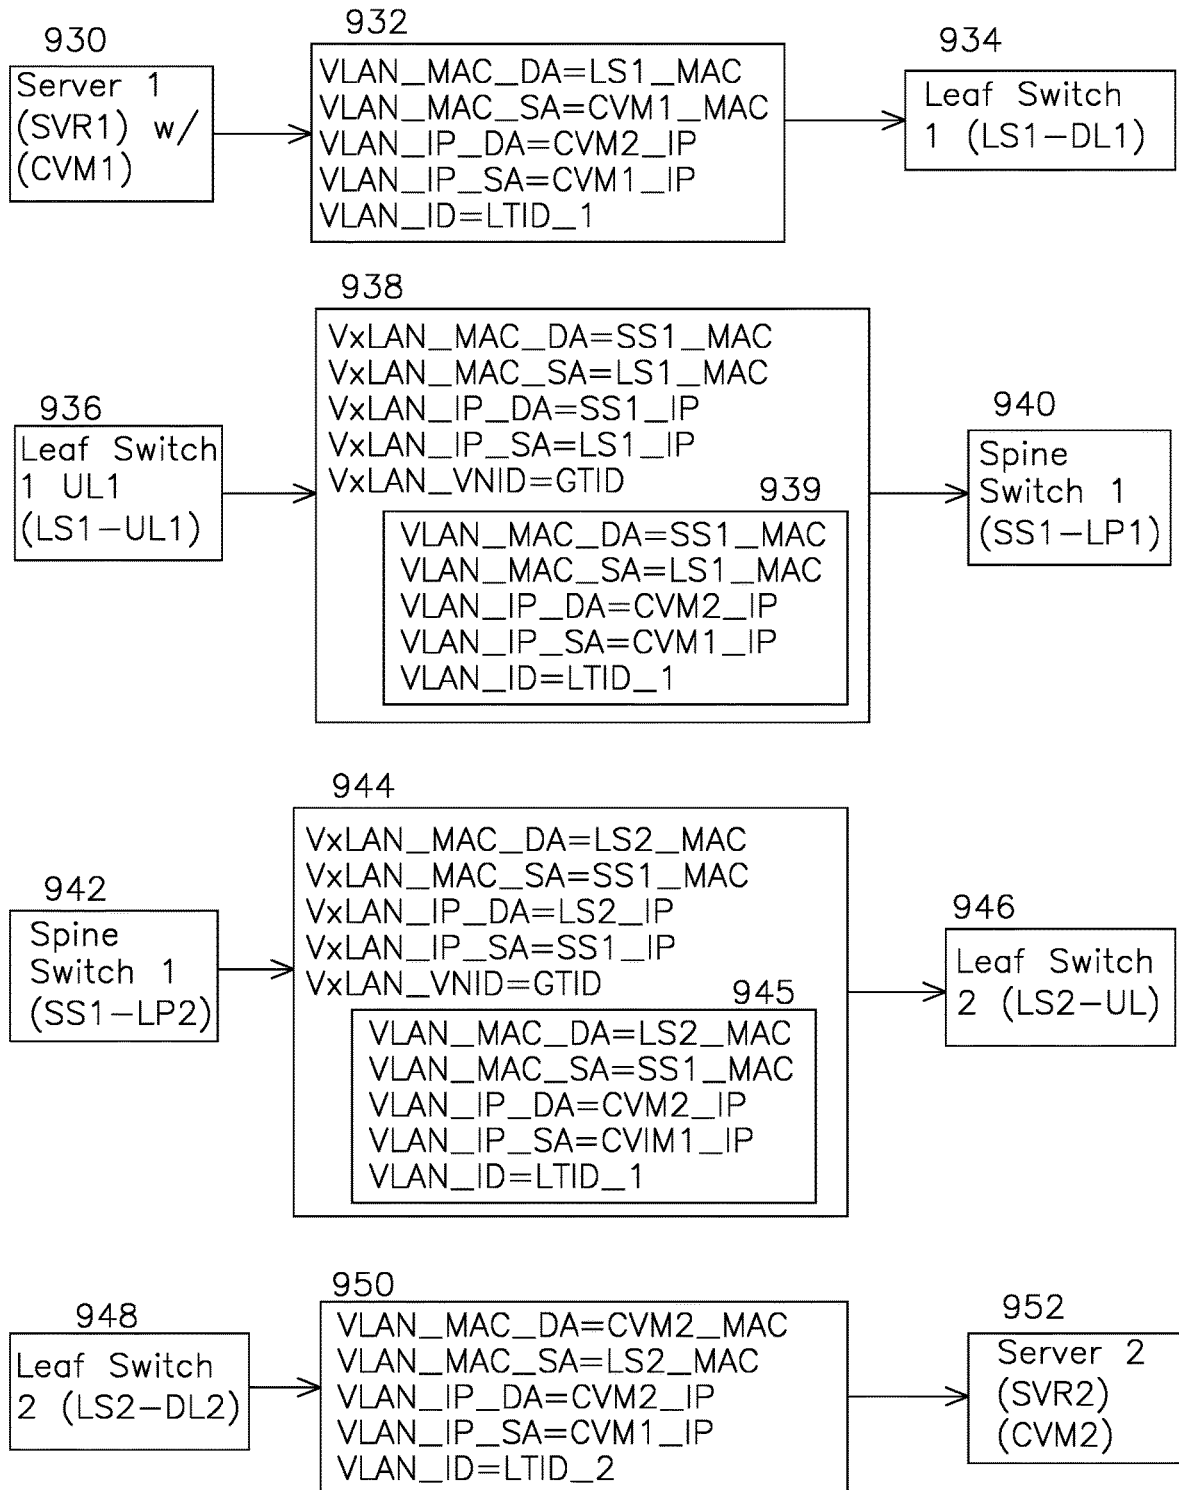 930
Server 1
(SVR1) w/
(CVM1)
932
VLAN_MAC_DA=LS1_MAC
VLAN_MAC_SA=CVM1_MAC
VLAN_IP_DA=CVM2_IP
VLAN_IP_SA=CVM1_IP
VLAN_ID=LTID_1
934
Leaf Switch
1 (LS1-DL1)
936
Leaf Switch
1 UL1
(LS1-UL1)
938
VxLAN_MAC_DA=SS1_MAC
VxLAN_MAC_SA=LS1_MAC
VxLAN_IP_DA=SS1_IP
VxLAN_IP_SA=LS1_IP
VxLAN_VNID=GTID
939
VLAN_MAC_DA=SS1_MAC
VLAN_MAC_SA=LS1_MAC
VLAN_IP_DA=CVM2_IP
VLAN_IP_SA=CVM1_IP
VLAN_ID=LTID_1
940
Spine
Switch 1
(SS1-LP1)
942
Spine
Switch 1
(SS1-LP2)
944
VxLAN_MAC_DA=LS2_MAC
VxLAN_MAC_SA=SS1_MAC
VxLAN_IP_DA=LS2_IP
VxLAN_IP_SA=SS1_IP
VxLAN_VNID=GTID
945
VLAN_MAC_DA=LS2_MAC
VLAN_MAC_SA=SS1_MAC
VLAN_IP_DA=CVM2_IP
VLAN_IP_SA=CVIM1_IP
VLAN_ID=LTID_1
946
Leaf Switch
2 (LS2-UL)
948
Leaf Switch
2 (LS2-DL2)
950
VLAN_MAC_DA=CVM2_MAC
VLAN_MAC_SA=LS2_MAC
VLAN_IP_DA=CVM2_IP
VLAN_IP_SA=CVM1_IP
VLAN_ID=LTID_2
952
Server 2
(SVR2)
(CVM2)